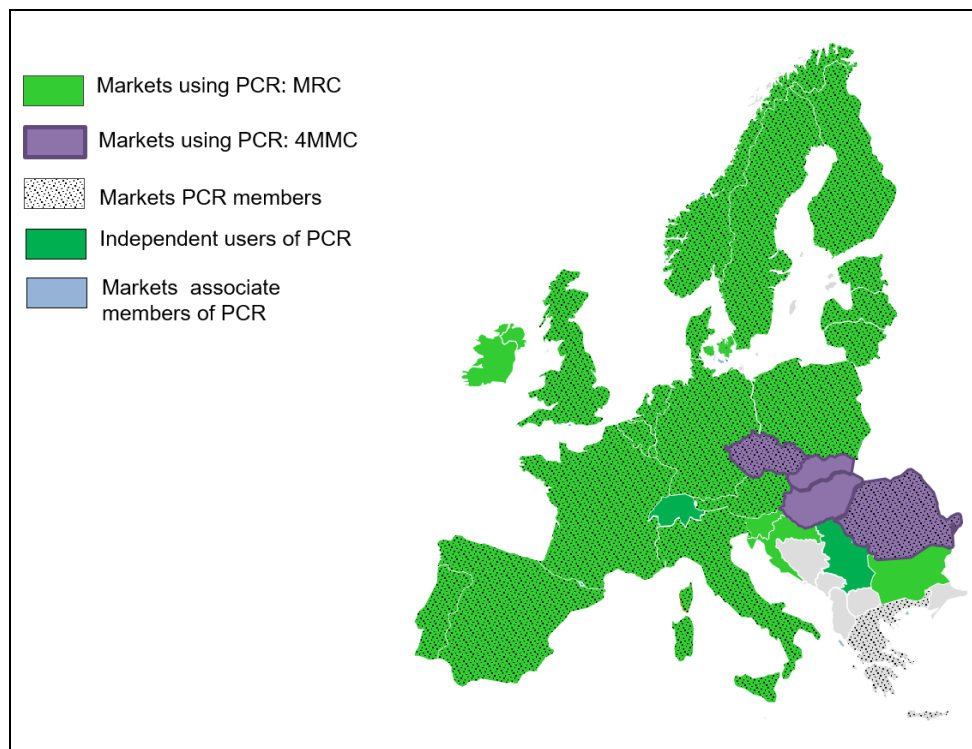 Markets using PCR: MRC
Markets using PCR: 4MMC
Markets PCR members
Independent users of PCR
Markets associate
members of PCR